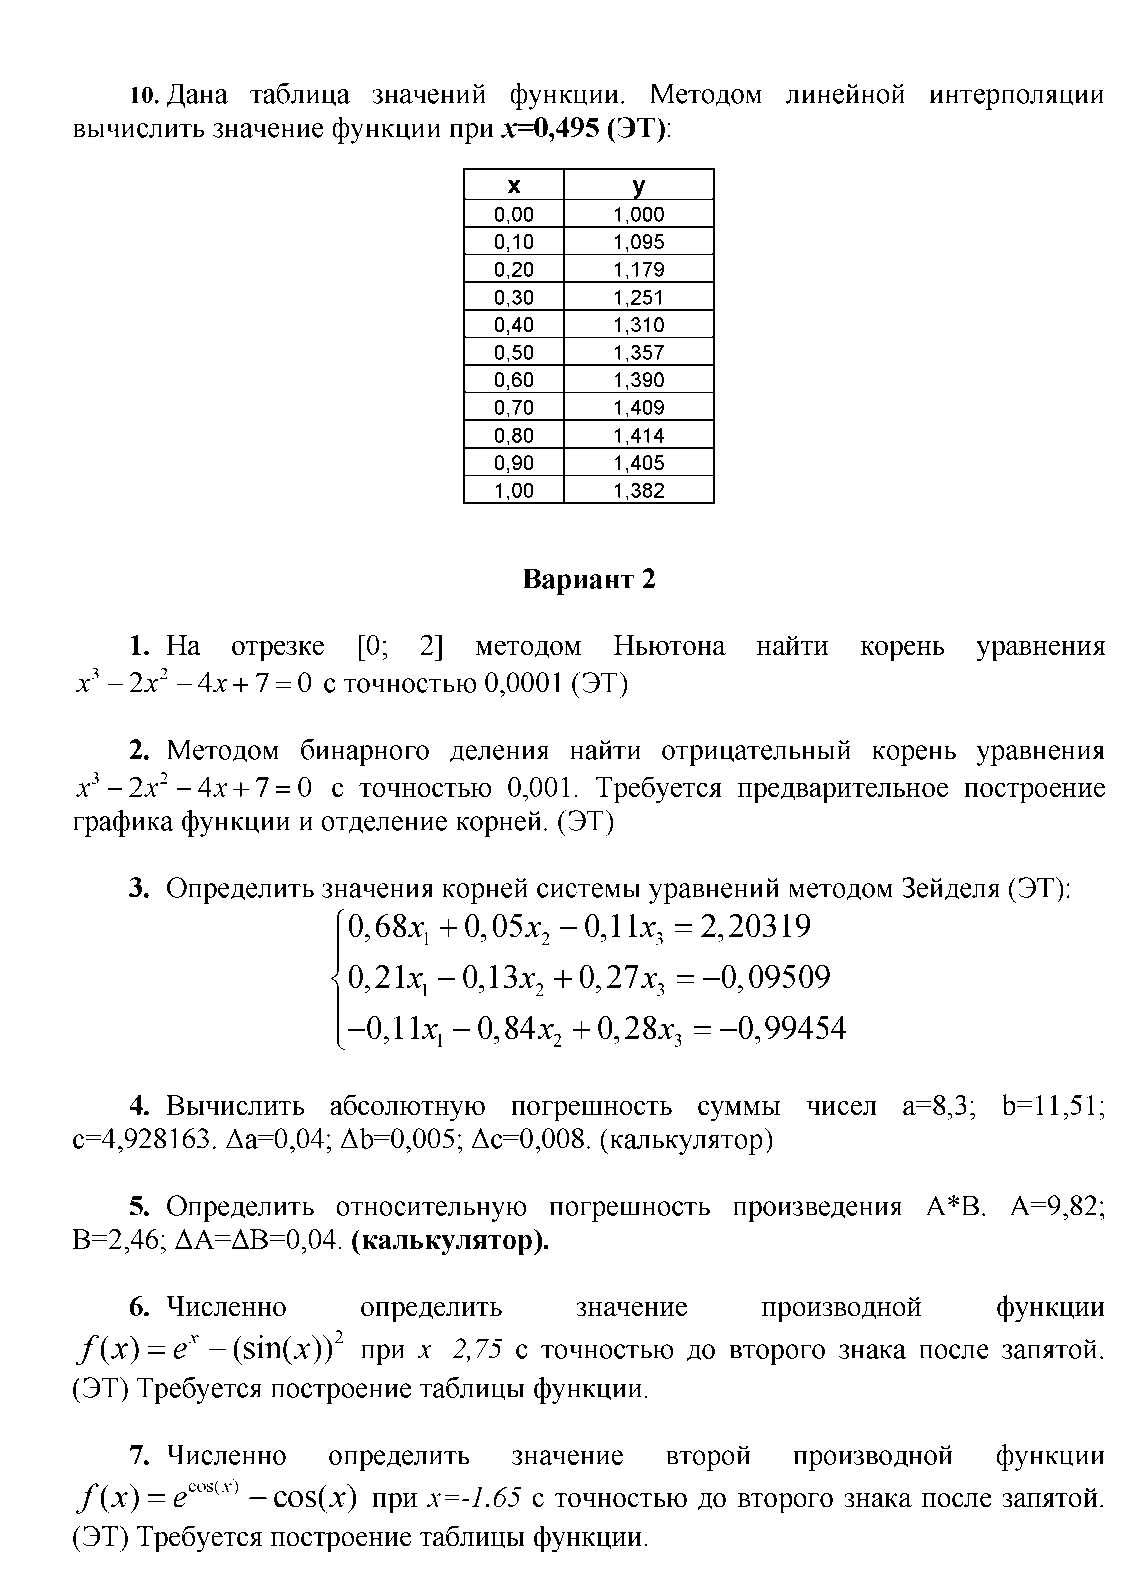 10. Дана таблица значений функции. Методом линейной интерполяции
вычислить значение функции при x=0,495 (ЭТ):
x y
0,00 1,000
0,10 1,095
0,20 1,179
0,30 1,251
0,40 1,310
0,50 1,357
0,60 1,390
0,70 1,409
0,80 1,414
0,90 1,405
1,00 1,382
Вариант 2
1. На отрезке [0; 2] методом Ньютона найти корень уравнения
x³ − 2x² − 4x + 7 = 0 с точностью 0,0001 (ЭТ)
2. Методом бинарного деления найти отрицательный корень уравнения
x³ − 2x² − 4x + 7 = 0 с точностью 0,001. Требуется предварительное построение
графика функции и отделение корней. (ЭТ)
3. Определить значения корней системы уравнений методом Зейделя (ЭТ):
0,68x₁ + 0,05x₂ − 0,11x₃ = 2,20319
0,21x₁ − 0,13x₂ + 0,27x₃ = −0,09509
−0,11x₁ − 0,84x₂ + 0,28x₃ = −0,99454
4. Вычислить абсолютную погрешность суммы чисел a=8,3; b=11,51;
c=4,928163. Δa=0,04; Δb=0,005; Δc=0,008. (калькулятор)
5. Определить относительную погрешность произведения A*B. A=9,82;
B=2,46; ΔA=ΔB=0,04. (калькулятор).
6. Численно определить значение производной функции
f(x) = eˣ − (sin(x))² при x 2,75 с точностью до второго знака после запятой.
(ЭТ) Требуется построение таблицы функции.
7. Численно определить значение второй производной функции
f(x) = e^cos(x) − cos(x) при x=-1.65 с точностью до второго знака после запятой.
(ЭТ) Требуется построение таблицы функции.